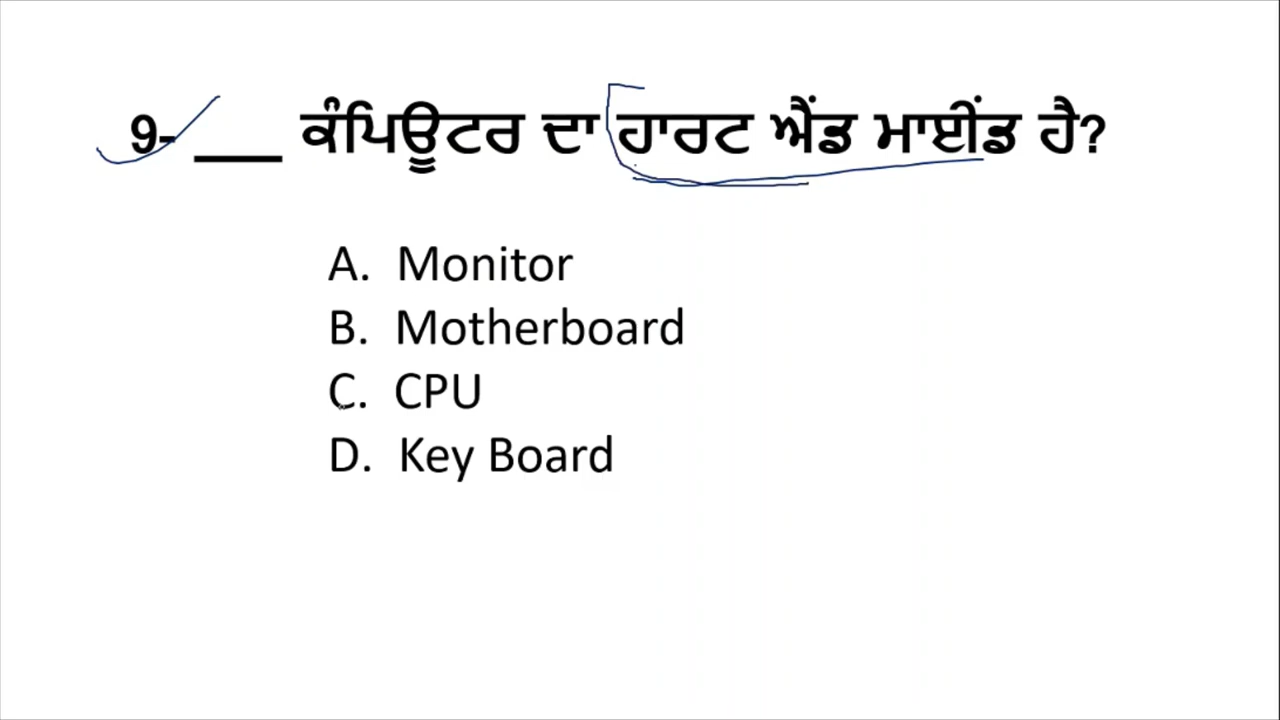 9- ___ ਕੰਪਿਊਟਰ ਦਾ ਹਾਰਟ ਐਂਡ ਮਾਈਂਡ ਹੈ?
A. Monitor
B. Motherboard
C. CPU
D. Key Board